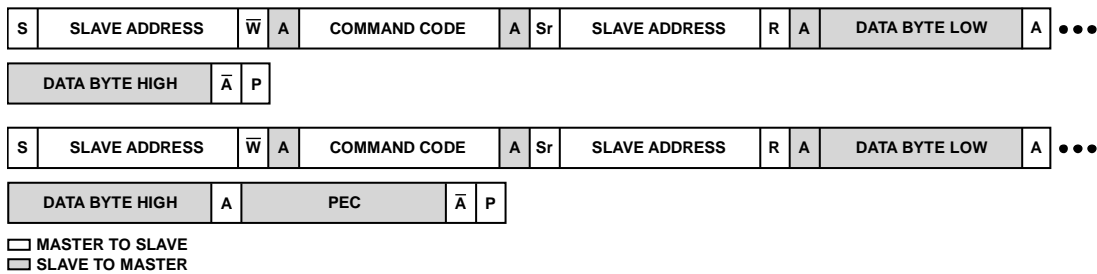 S SLAVE ADDRESS W̅ A COMMAND CODE A Sr SLAVE ADDRESS R A DATA BYTE LOW A •••
DATA BYTE HIGH A̅ P
S SLAVE ADDRESS W̅ A COMMAND CODE A Sr SLAVE ADDRESS R A DATA BYTE LOW A •••
DATA BYTE HIGH A PEC A̅ P
MASTER TO SLAVE
SLAVE TO MASTER